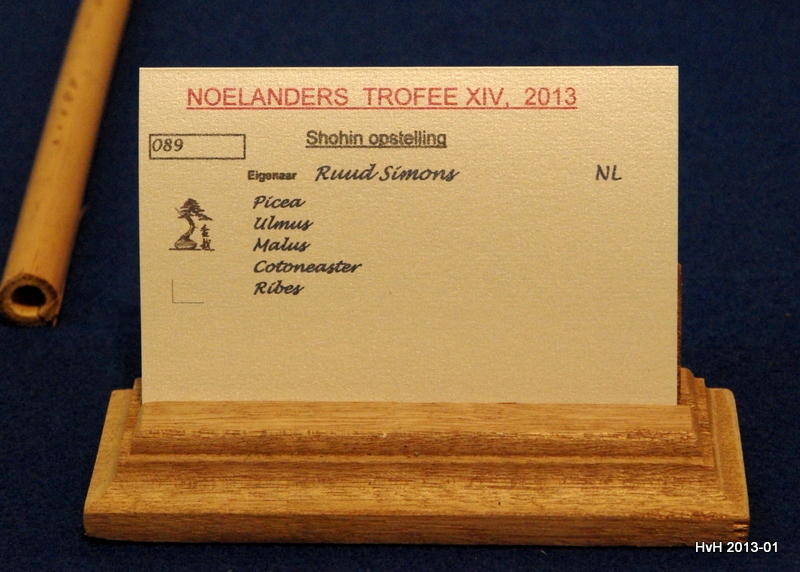 NOELANDERS TROFEE XIV, 2013
089
Shohin opstelling
Eigenaar Ruud Simons NL
Picea
Ulmus
Malus
Cotoneaster
Ribes
HvH 2013-01